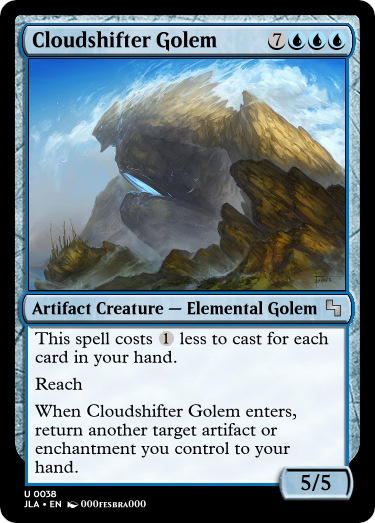 Cloudshifter Golem 7
Artifact Creature — Elemental Golem
This spell costs 1 less to cast for each
card in your hand.
Reach
When Cloudshifter Golem enters,
return another target artifact or
enchantment you control to your
hand.
5/5
U 0038
JLA • EN 000FESBRA000